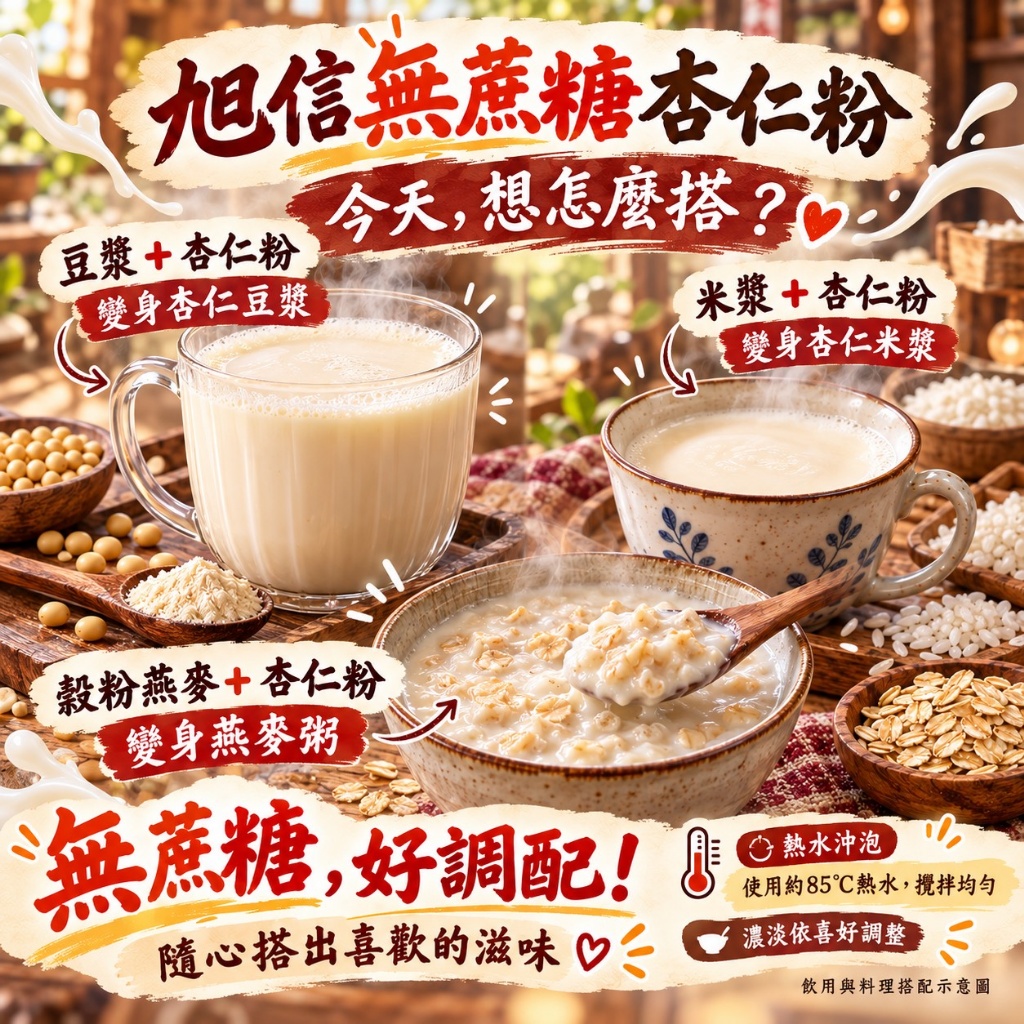 旭信無蔗糖杏仁粉
今天,想怎麼搭?
豆漿+杏仁粉
變身杏仁豆漿
米漿+杏仁粉
變身杏仁米漿
穀粉燕麥+杏仁粉
變身燕麥粥
無蔗糖,好調配!
隨心搭出喜歡的滋味
熱水沖泡
使用約85℃熱水,攪拌均勻
濃淡依喜好調整
飲用與料理搭配示意圖